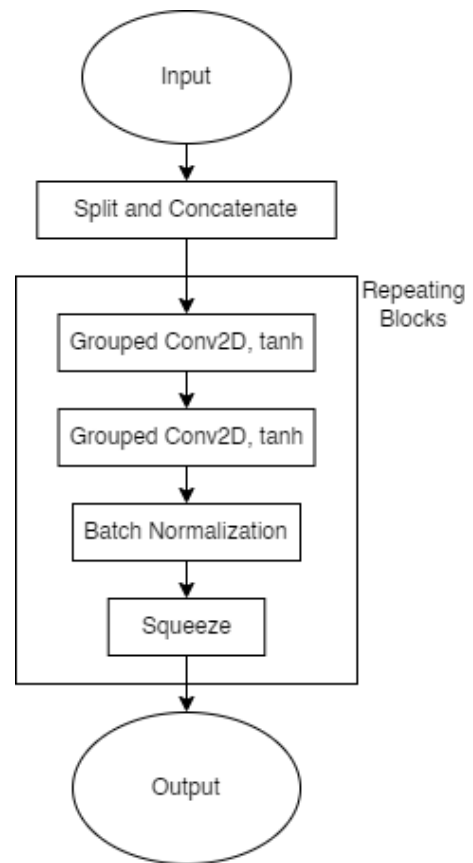 Input
Split and Concatenate
Repeating
Blocks
Grouped Conv2D, tanh
Grouped Conv2D, tanh
Batch Normalization
Squeeze
Output